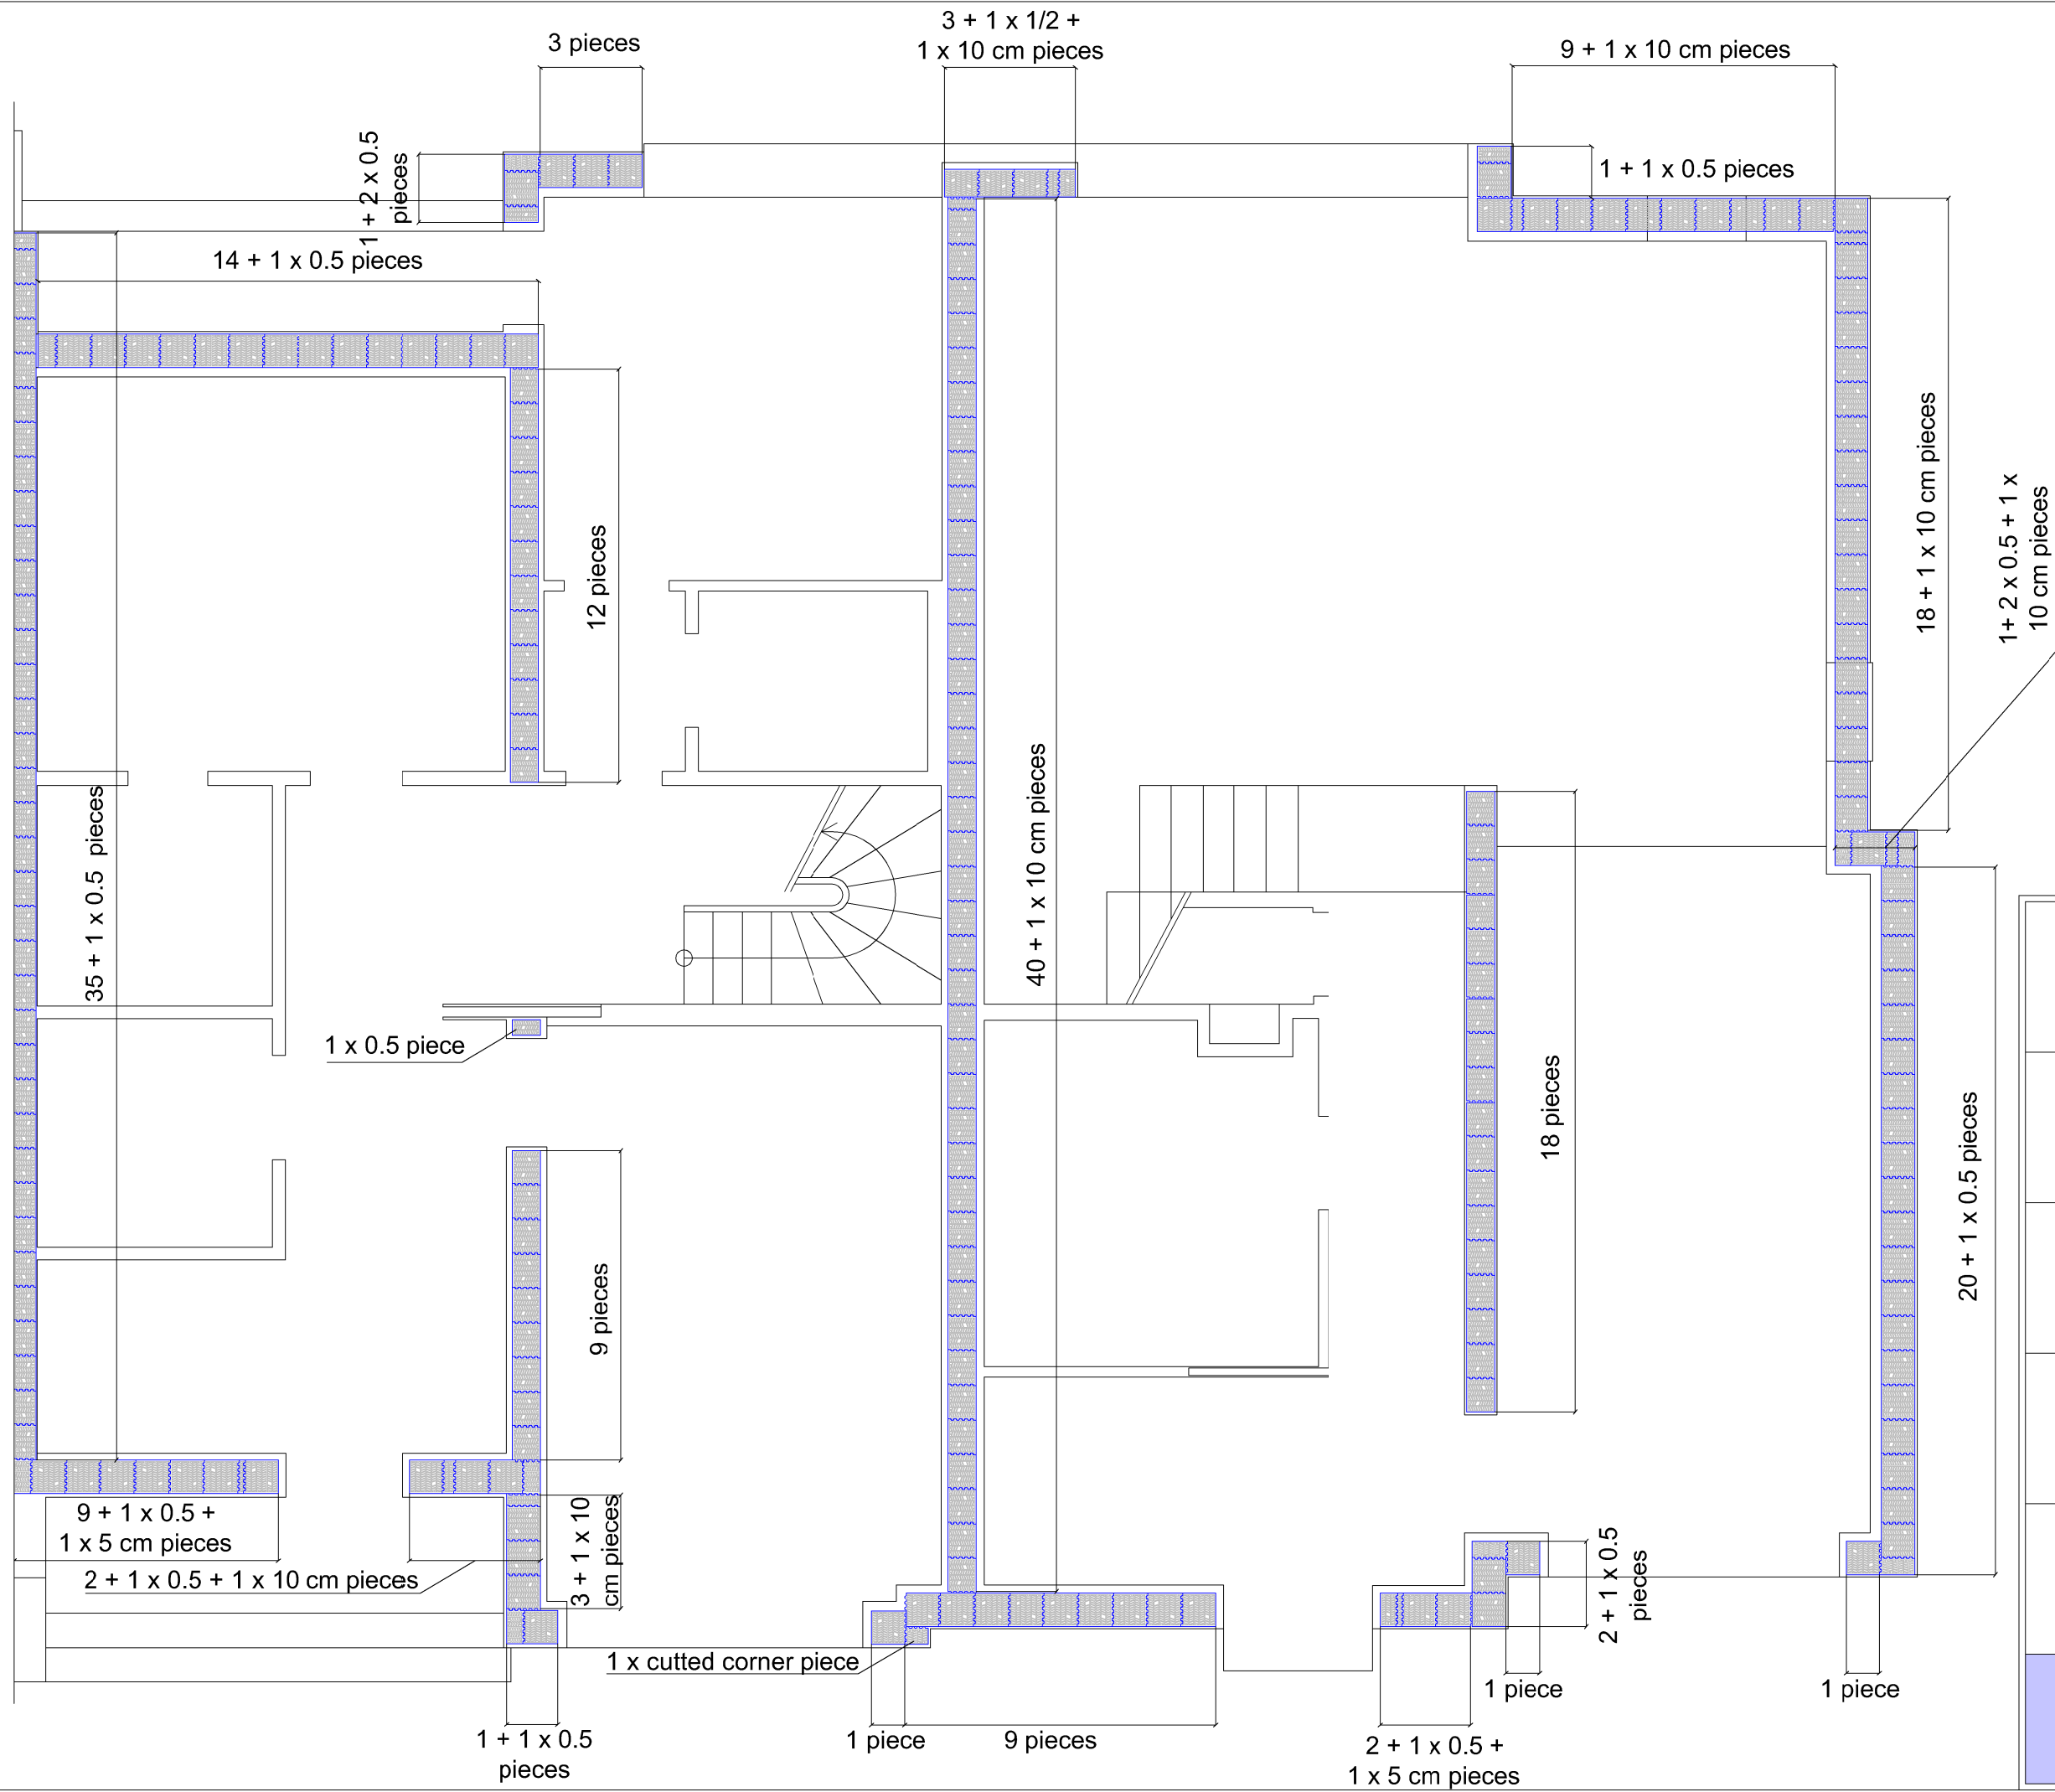 3 + 1 x 1/2 +
1 x 10 cm pieces
3 pieces
9 + 1 x 10 cm pieces
1 + 2 x 0.5
pieces
1 + 1 x 0.5 pieces
14 + 1 x 0.5 pieces
12 pieces
18 + 1 x 10 cm pieces
1+ 2 x 0.5 + 1 x
10 cm pieces
35 + 1 x 0.5 pieces
40 + 1 x 10 cm pieces
1 x 0.5 piece
18 pieces
20 + 1 x 0.5 pieces
9 pieces
9 + 1 x 0.5 +
1 x 5 cm pieces
2 + 1 x 0.5 + 1 x 10 cm pieces
3 + 1 x 10
cm pieces
2 + 1 x 0.5
pieces
1 x cutted corner piece
1 piece
1 piece
1 + 1 x 0.5
pieces
1 piece
9 pieces
2 + 1 x 0.5 +
1 x 5 cm pieces